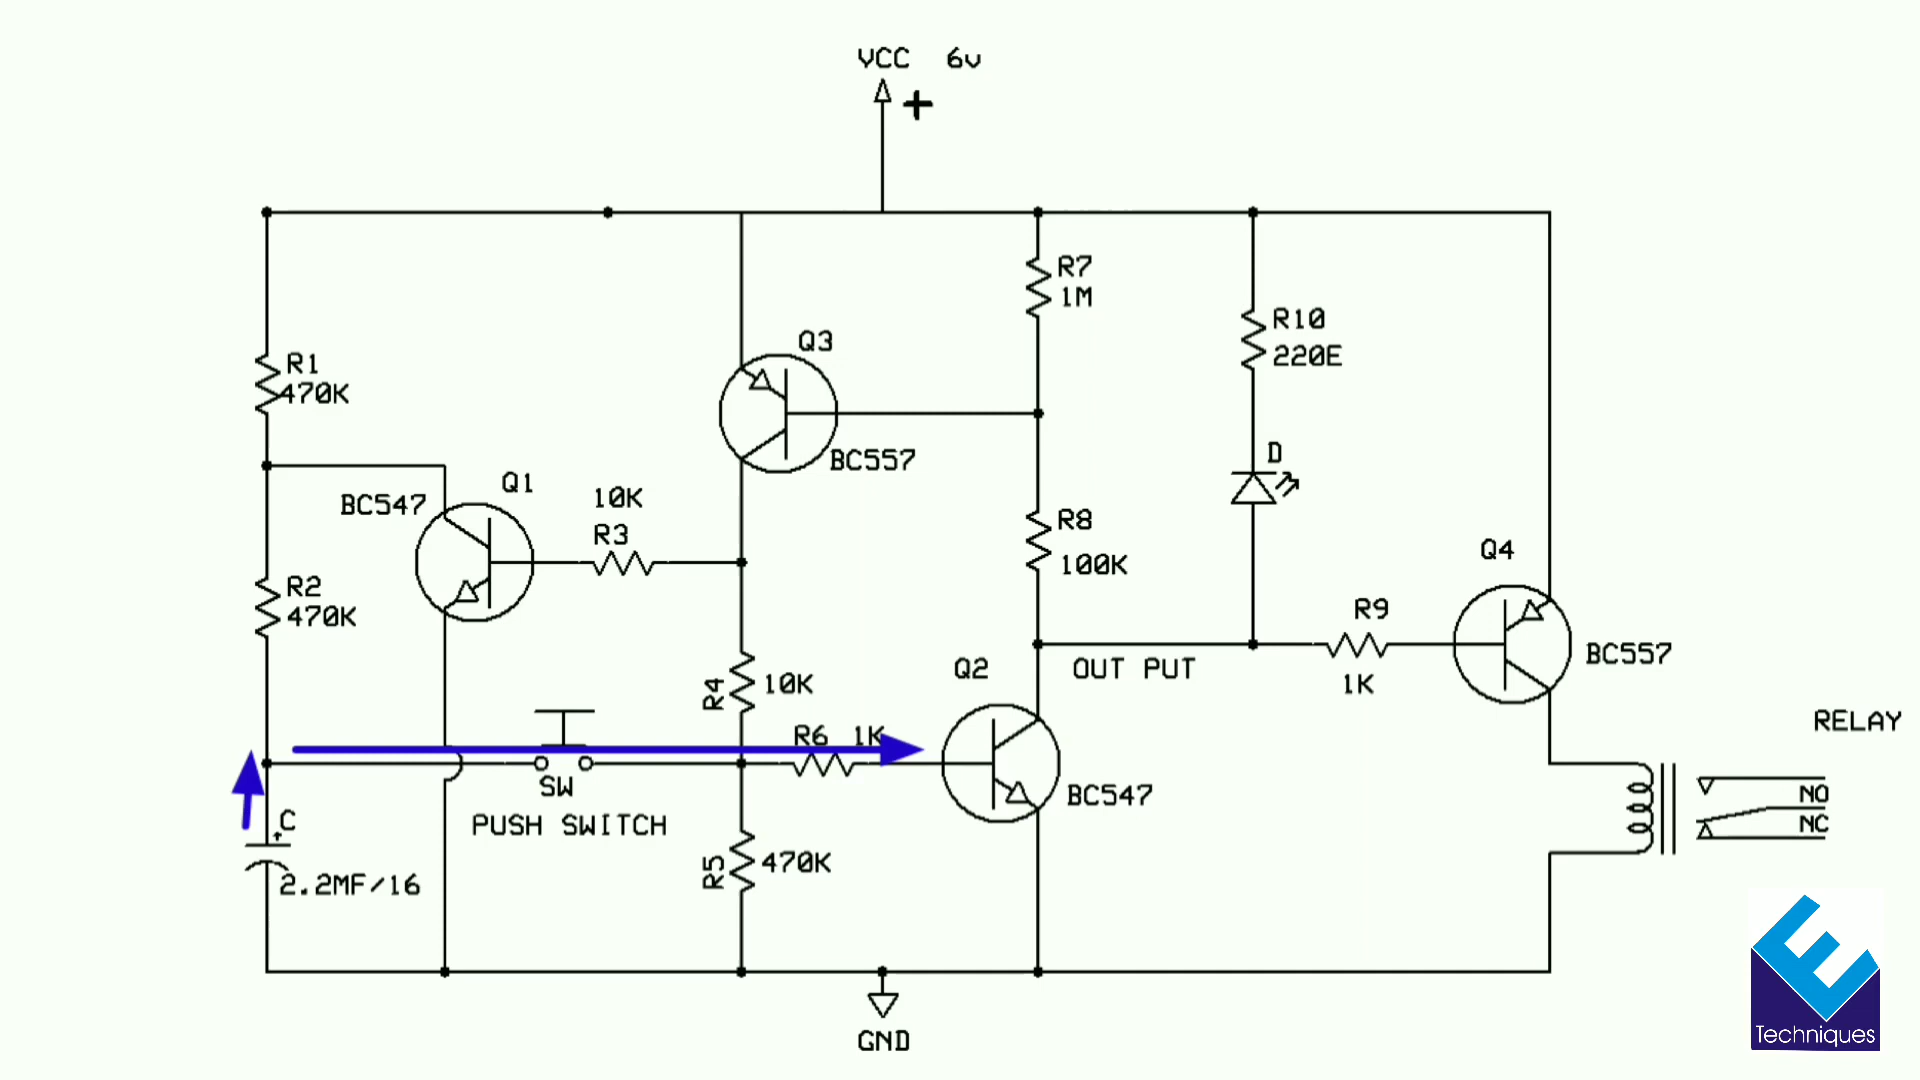 VCC 6v
+
R7
1M
R10
220E
Q3
R1
470K
D
BC557
Q1
BC547
10K
R3
R8
100K
Q4
R2
470K
R9
1K
BC557
Q2
OUT PUT
R4
10K
RELAY
R6 1K
SW
BC547
NO
NC
C
+
PUSH SWITCH
R5
470K
2.2MF/16
GND
E
Techniques